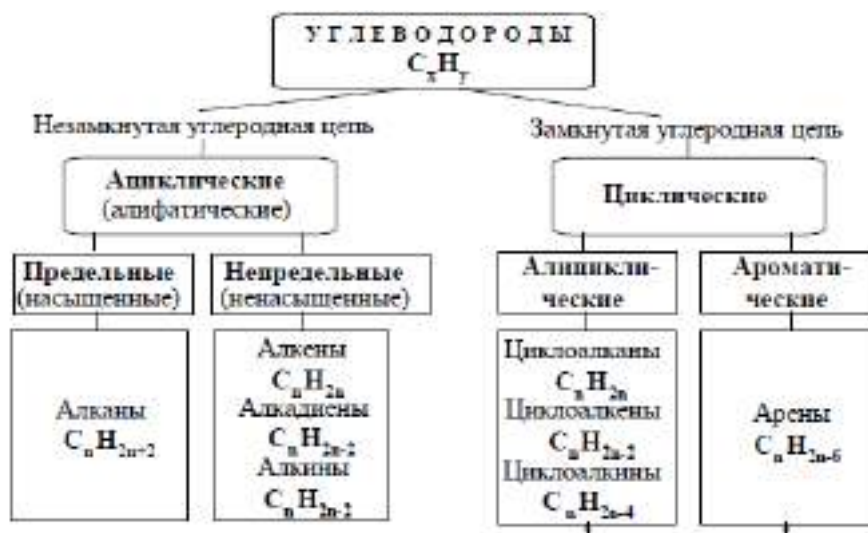 УГЛЕВОДОРОДЫ
CₓHᵧ
Незамкнутая углеродная цепь
Замкнутая углеродная цепь
Ациклические
(алифатические)
Циклические
Предельные
(насыщенные)
Непредельные
(ненасыщенные)
Алицикли-
ческие
Аромати-
ческие
Алканы
CₙH₂ₙ₊₂
Алкены
CₙH₂ₙ
Алкадиены
CₙH₂ₙ₋₂
Алкины
CₙH₂ₙ₋₂
Циклоалканы
CₙH₂ₙ
Циклоалкены
CₙH₂ₙ₋₂
Циклоалкины
CₙH₂ₙ₋₄
Арены
CₙH₂ₙ₋₆